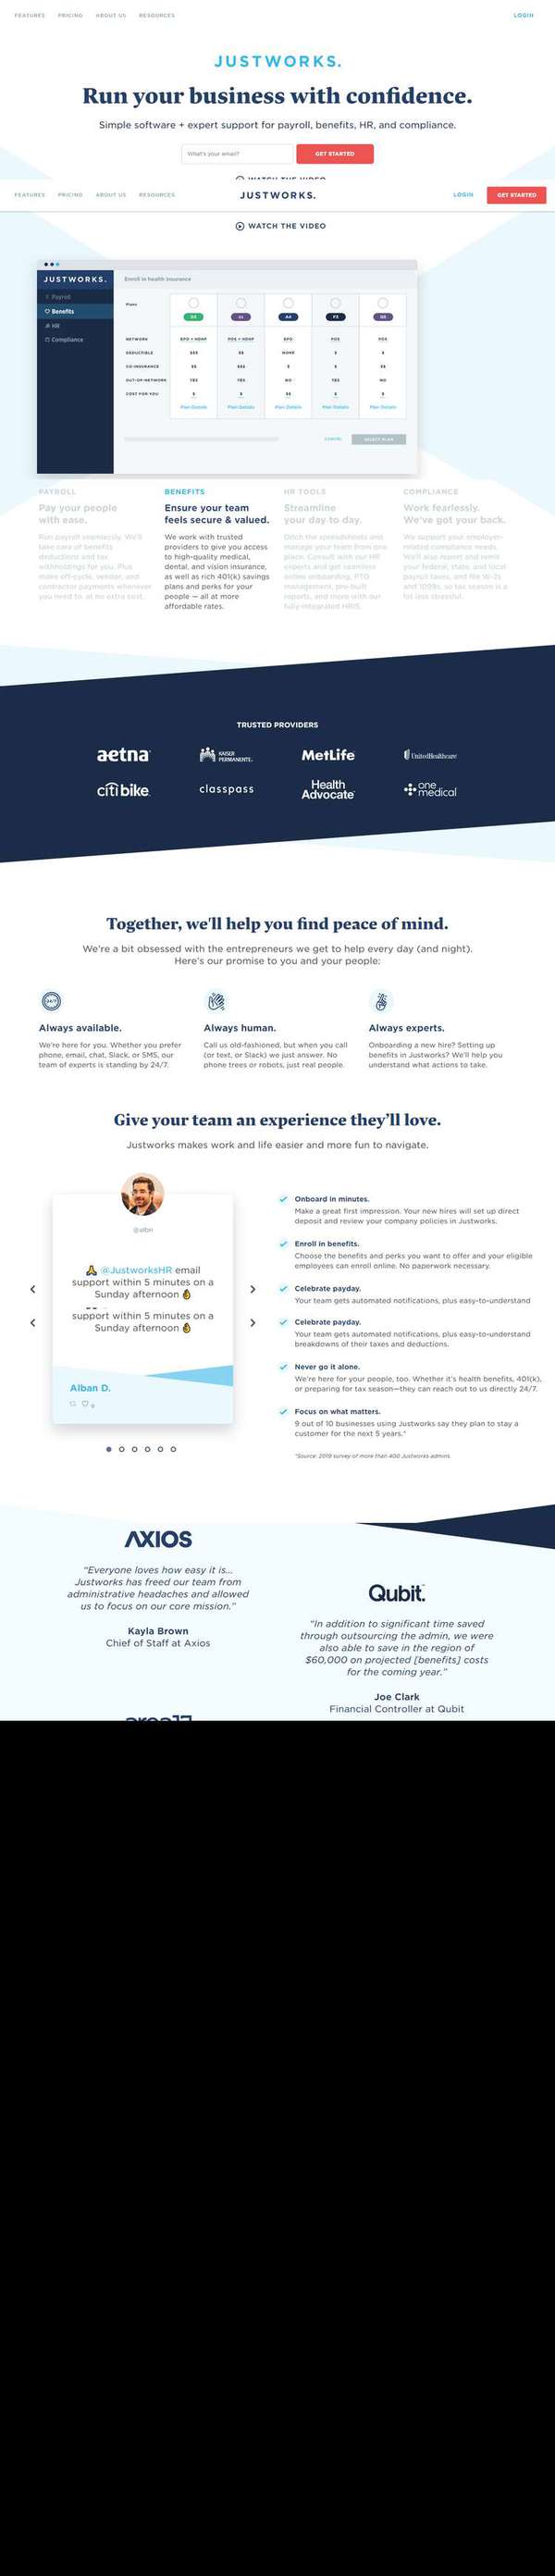 FEATURES PRICING ABOUT US RESOURCES LOGIN
JUSTWORKS.
Run your business with confidence.
Simple software + expert support for payroll, benefits, HR, and compliance.
What's your email? GET STARTED
WATCH THE VIDEO
FEATURES PRICING ABOUT US RESOURCES JUSTWORKS. LOGIN GET STARTED
WATCH THE VIDEO
JUSTWORKS. Enroll in health insurance
Payroll
Benefits
HR
Compliance
Plans
NETWORK EPO + HDHP POS + HDHP EPO POS POS
DEDUCTIBLE $$$ $$ NONE $ $
CO-INSURANCE $$ $$$ $ $ $$
OUT-OF-NETWORK YES YES NO YES NO
COST FOR YOU $ $ $$ $ $
Plan Details Plan Details Plan Details Plan Details Plan Details
CANCEL SELECT PLAN
PAYROLL
Pay your people
with ease.
Run payroll seamlessly. We'll
take care of benefits
deductions and tax
withholdings for you. Plus
make off-cycle, vendor, and
contractor payments whenever
you need to, at no extra cost.
BENEFITS
Ensure your team
feels secure & valued.
We work with trusted
providers to give you access
to high-quality medical,
dental, and vision insurance,
as well as rich 401(k) savings
plans and perks for your
people — all at more
affordable rates.
HR TOOLS
Streamline
your day to day.
Ditch the spreadsheets and
manage your team from one
place. Consult with our HR
experts and get seamless
online onboarding, PTO
management, pre-built
reports, and more with our
fully-integrated HRIS.
COMPLIANCE
Work fearlessly.
We've got your back.
We support your employer-
related compliance needs.
We'll also report and remit
your federal, state, and local
payroll taxes, and file W-2s
and 1099s, so tax season is a
lot less stressful.
TRUSTED PROVIDERS
aetna KAISER PERMANENTE. MetLife UnitedHealthcare
citi bike classpass Health Advocate one medical
Together, we'll help you find peace of mind.
We're a bit obsessed with the entrepreneurs we get to help every day (and night).
Here's our promise to you and your people:
24/7
Always available.
We're here for you. Whether you prefer
phone, email, chat, Slack, or SMS, our
team of experts is standing by 24/7.
Always human.
Call us old-fashioned, but when you call
(or text, or Slack) we just answer. No
phone trees or robots, just real people.
Always experts.
Onboarding a new hire? Setting up
benefits in Justworks? We'll help you
understand what actions to take.
Give your team an experience they'll love.
Justworks makes work and life easier and more fun to navigate.
@alban
🙏 @JustworksHR email
support within 5 minutes on a
Sunday afternoon 👌
support within 5 minutes on a
Sunday afternoon 👌
Alban D.
Onboard in minutes.
Make a great first impression. Your new hires will set up direct
deposit and review your company policies in Justworks.
Enroll in benefits.
Choose the benefits and perks you want to offer and your eligible
employees can enroll online. No paperwork necessary.
Celebrate payday.
Your team gets automated notifications, plus easy-to-understand
Celebrate payday.
Your team gets automated notifications, plus easy-to-understand
breakdowns of their taxes and deductions.
Never go it alone.
We're here for your people, too. Whether it's health benefits, 401(k),
or preparing for tax season—they can reach out to us directly 24/7.
Focus on what matters.
9 out of 10 businesses using Justworks say they plan to stay a
customer for the next 5 years.*
*Source: 2019 survey of more than 400 Justworks admins.
AXIOS
"Everyone loves how easy it is...
Justworks has freed our team from
administrative headaches and allowed
us to focus on our core mission."
Kayla Brown
Chief of Staff at Axios
Qubit.
"In addition to significant time saved
through outsourcing the admin, we were
also able to save in the region of
$60,000 on projected [benefits] costs
for the coming year."
Joe Clark
Financial Controller at Qubit